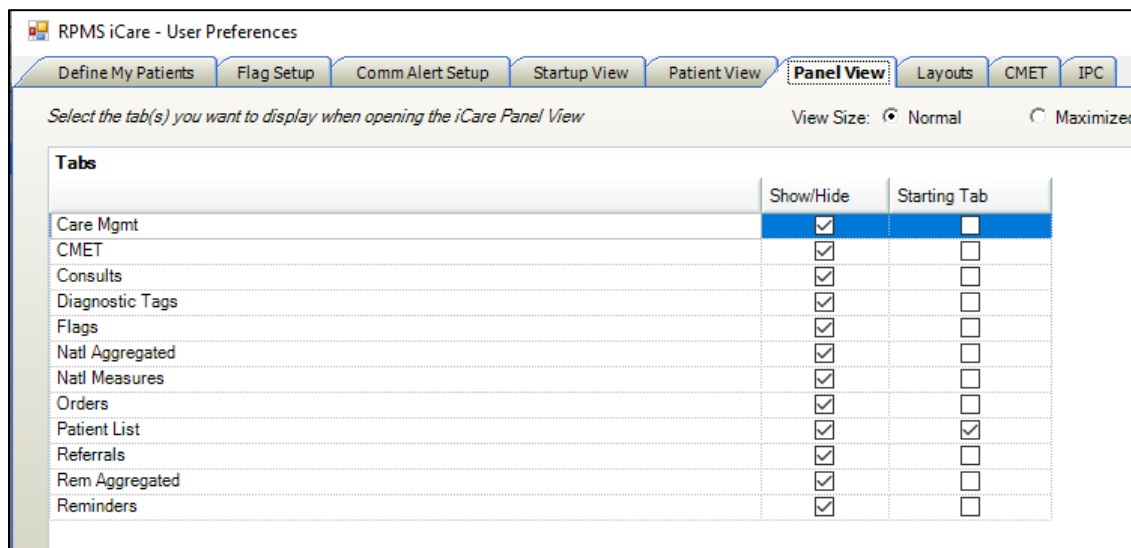 RPMS iCare - User Preferences
Define My Patients Flag Setup Comm Alert Setup Startup View Patient View Panel View Layouts CMET IPC
Select the tab(s) you want to display when opening the iCare Panel View View Size: Normal Maximized
Tabs
Show/Hide Starting Tab
Care Mgmt
CMET
Consults
Diagnostic Tags
Flags
Natl Aggregated
Natl Measures
Orders
Patient List
Referrals
Rem Aggregated
Reminders